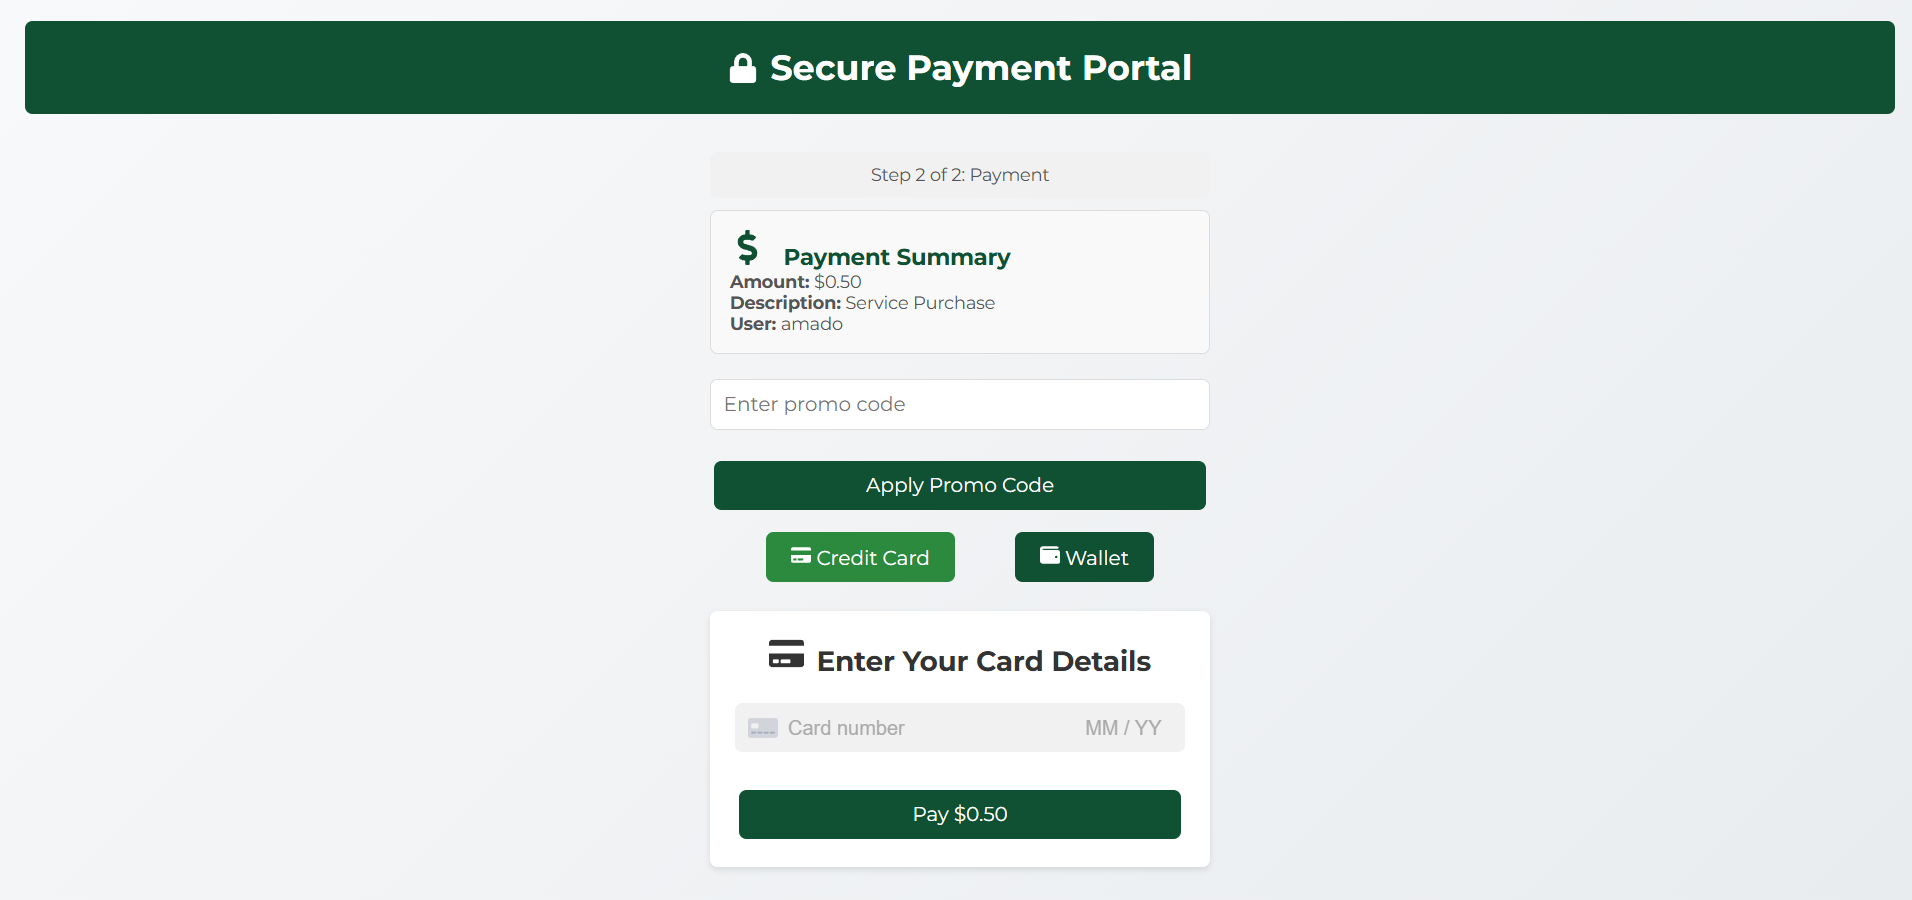 Secure Payment Portal
Step 2 of 2: Payment
Payment Summary
Amount: $0.50
Description: Service Purchase
User: amado
Enter promo code
Apply Promo Code
Credit Card
Wallet
Enter Your Card Details
Card number MM / YY
Pay $0.50